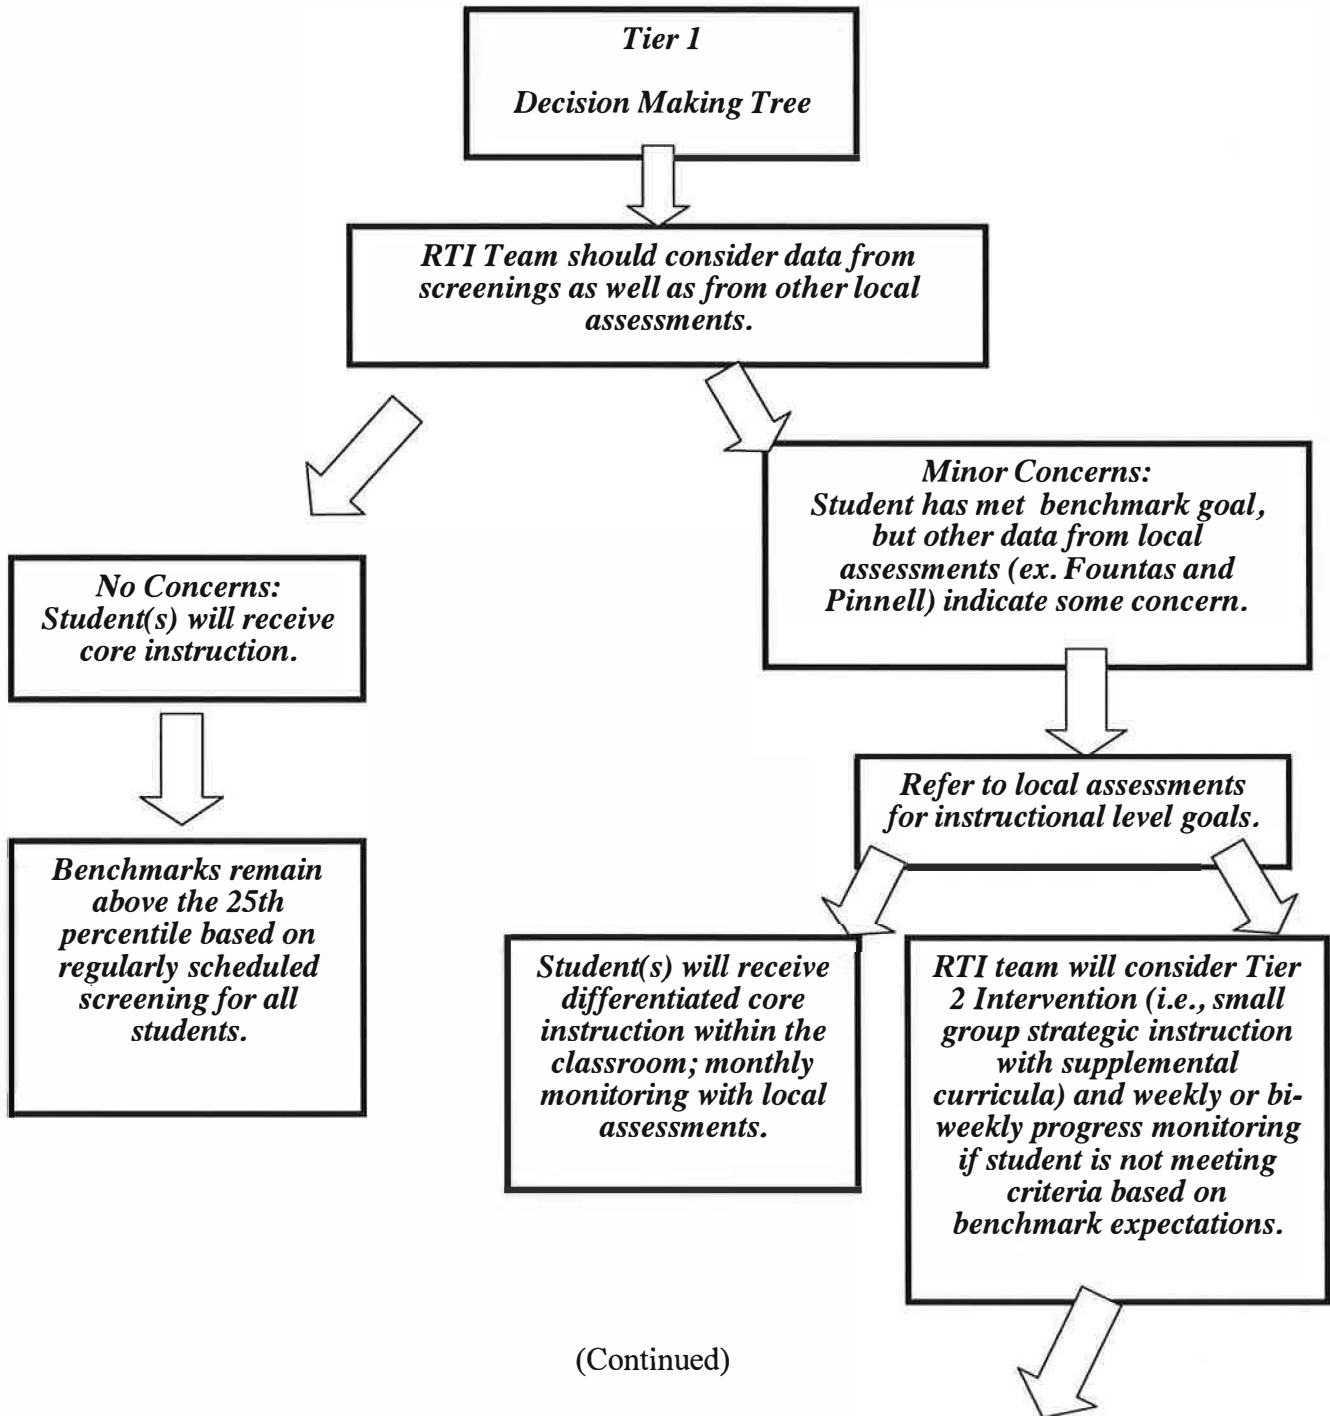 Tier 1
Decision Making Tree
RTI Team should consider data from
screenings as well as from other local
assessments.
No Concerns:
Student(s) will receive
core instruction.
Benchmarks remain
above the 25th
percentile based on
regularly scheduled
screening for all
students.
Minor Concerns:
Student has met benchmark goal,
but other data from local
assessments (ex. Fountas and
Pinnell) indicate some concern.
Refer to local assessments
for instructional level goals.
Student(s) will receive
differentiated core
instruction within the
classroom; monthly
monitoring with local
assessments.
RTI team will consider Tier
2 Intervention (i.e., small
group strategic instruction
with supplemental
curricula) and weekly or bi-
weekly progress monitoring
if student is not meeting
criteria based on
benchmark expectations.
(Continued)